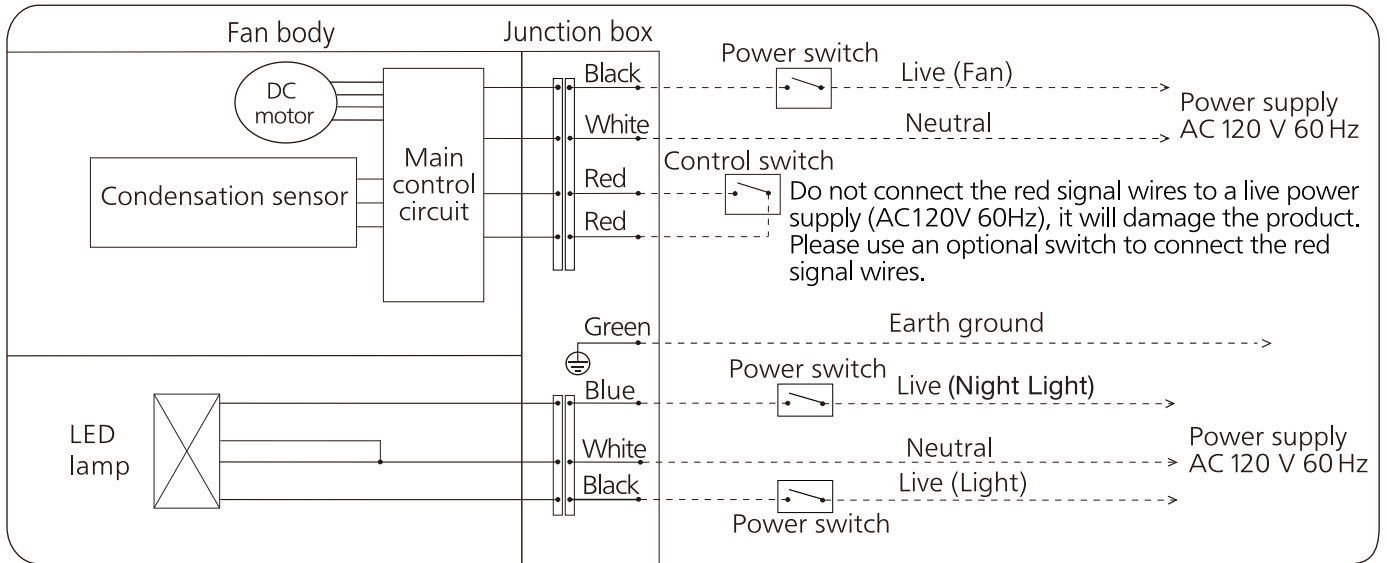 Fan body
Junction box
DC
motor
Condensation sensor
Main
control
circuit
Black
White
Red
Red
Power switch
Live (Fan)
Neutral
Power supply
AC 120 V 60 Hz
Control switch
Do not connect the red signal wires to a live power
supply (AC120V 60Hz), it will damage the product.
Please use an optional switch to connect the red
signal wires.
Green
Earth ground
LED
lamp
Blue
White
Black
Power switch
Live (Night Light)
Neutral
Live (Light)
Power switch
Power supply
AC 120 V 60 Hz